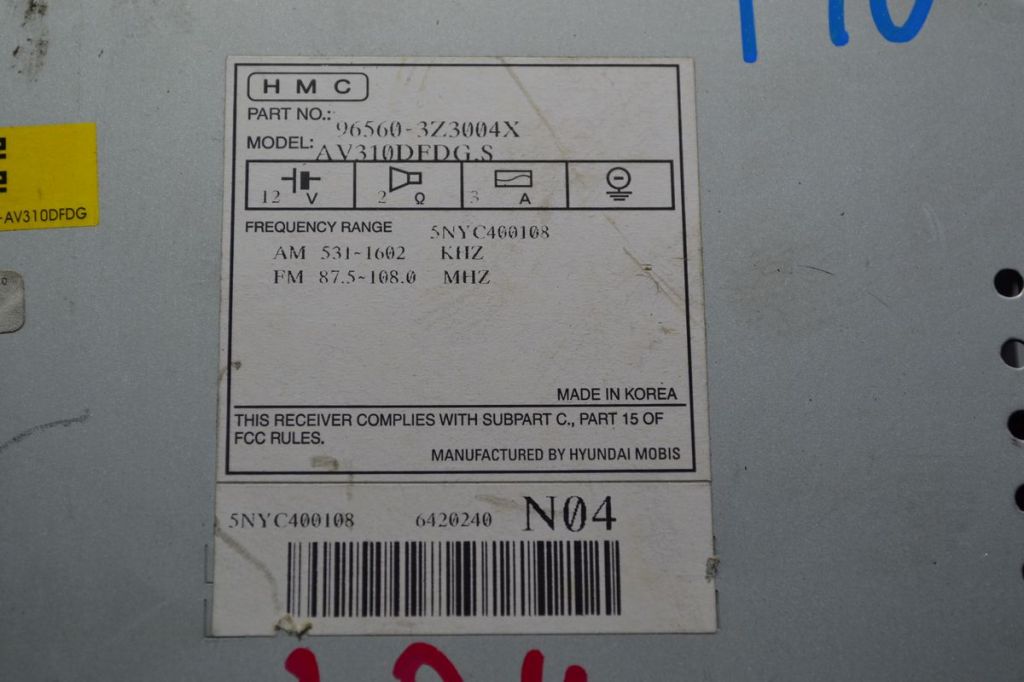 H M C
PART NO.: 96560-3Z3004X
MODEL: AV310DFDG.S
12 V 2 Ω 3 A
FREQUENCY RANGE 5NYC400108
AM 531~1602 KHZ
FM 87.5~108.0 MHZ
MADE IN KOREA
THIS RECEIVER COMPLIES WITH SUBPART C., PART 15 OF
FCC RULES.
MANUFACTURED BY HYUNDAI MOBIS
5NYC400108 6420240 N04
-AV310DFDG